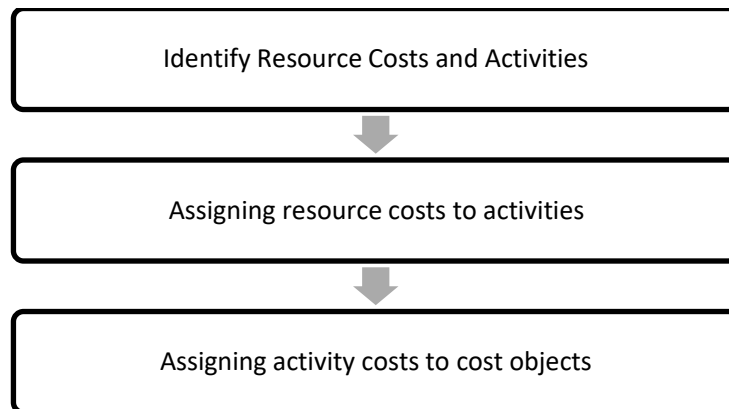 Identify Resource Costs and Activities
Assigning resource costs to activities
Assigning activity costs to cost objects